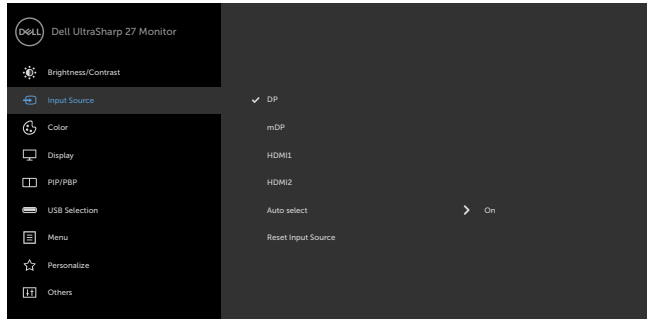 DELL Dell UltraSharp 27 Monitor
Brightness/Contrast
Input Source
DP
Color
mDP
Display
HDMI1
PIP/PBP
HDMI2
USB Selection
Auto select On
Menu
Reset Input Source
Personalize
Others